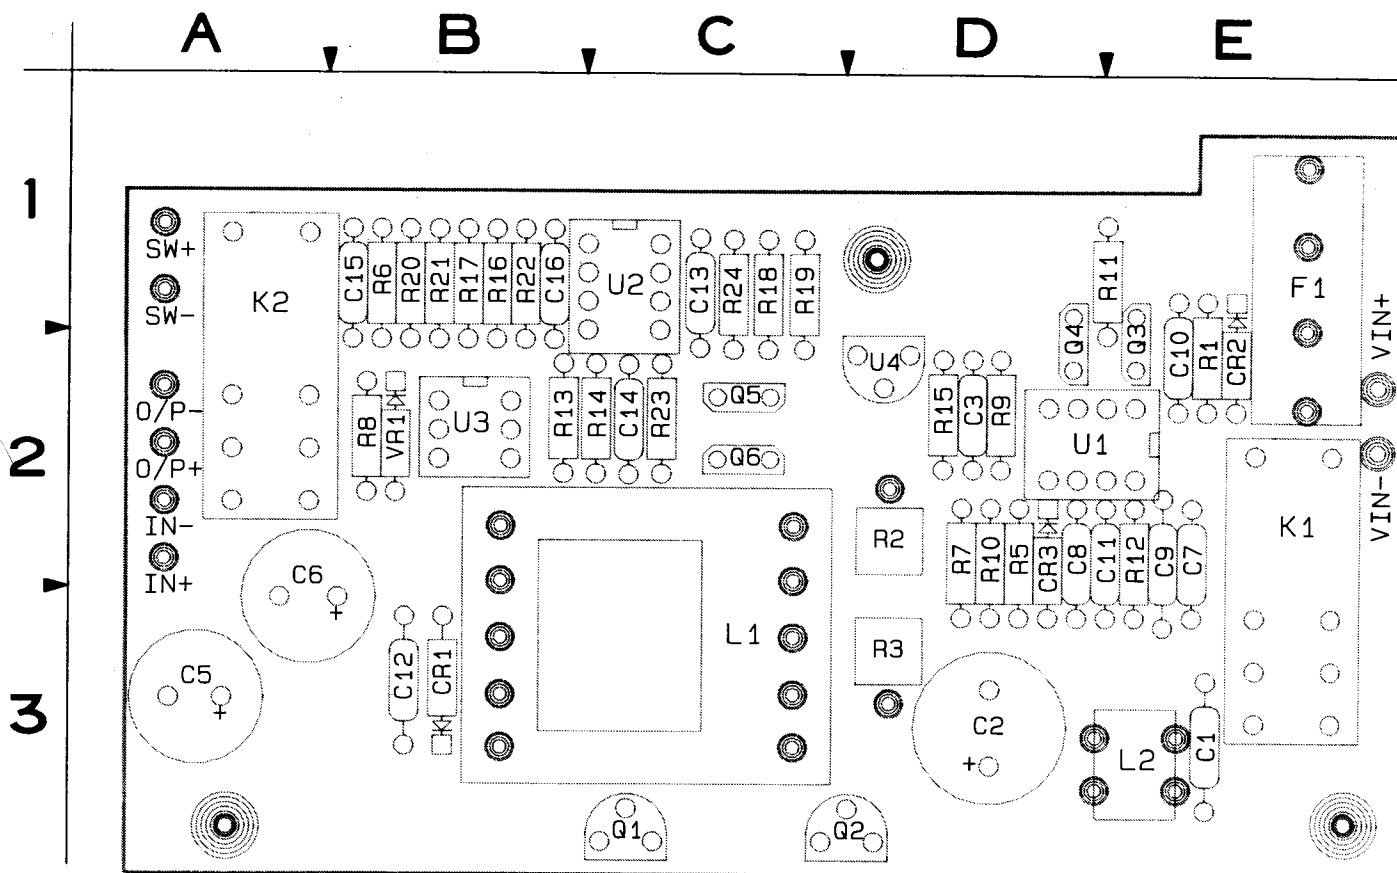 A B C D E
1
SW+
SW-
K2
C15
R6
R20
R21
R17
R16
R22
C16
U2
C13
R24
R18
R19
R11
F1
VIN+
2
O/P-
O/P+
IN-
IN+
R8
VR1
U3
R13
R14
C14
R23
Q5
Q6
U4
R15
C3
R9
Q4
Q3
U1
C10
R1
CR2
VIN-
K1
R2
R7
R10
R5
CR3
C8
C11
R12
C9
C7
C6
3
C5
+
+
C12
CR1
L1
R3
C2
+
L2
C1
Q1
Q2